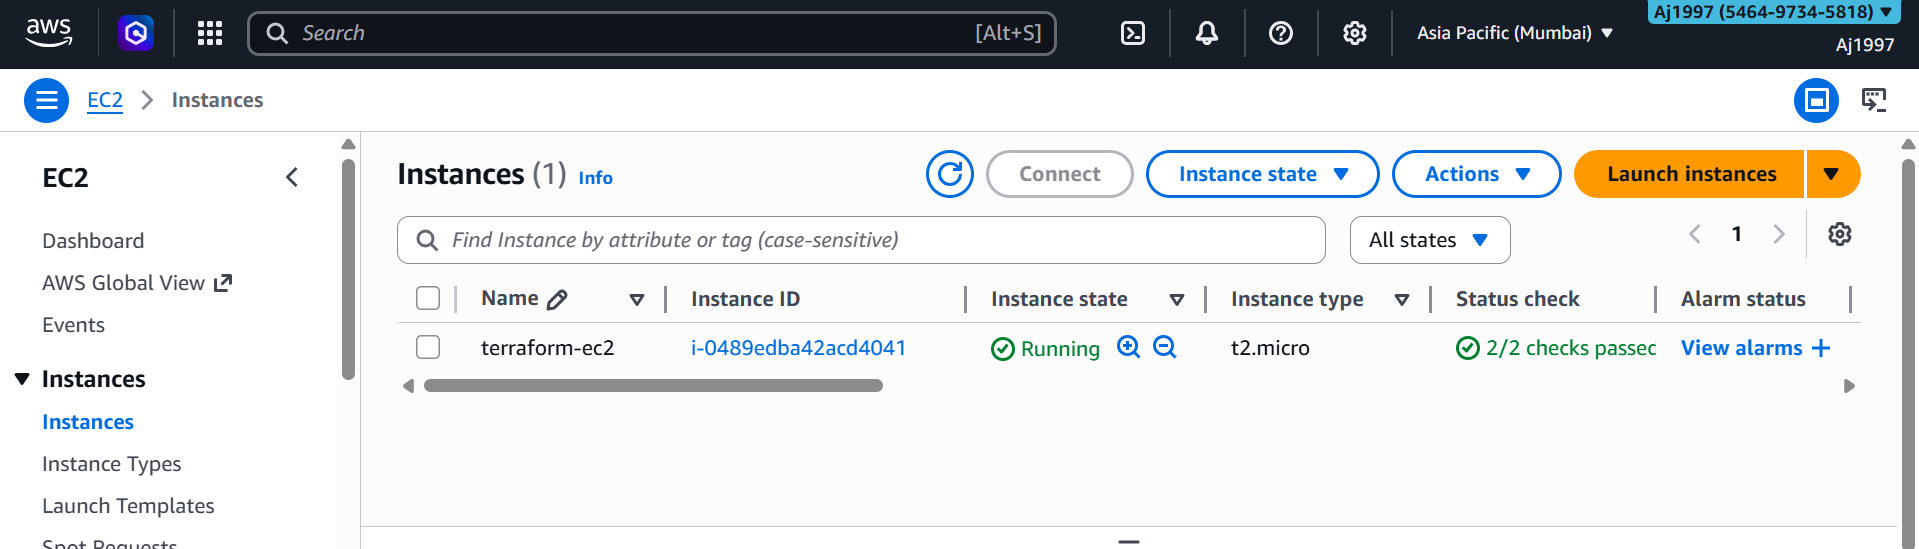 aws
Search [Alt+S]
Asia Pacific (Mumbai) ▼
Aj1997 (5464-9734-5818) ▼
Aj1997
EC2 > Instances
EC2
Dashboard
AWS Global View
Events
Instances
Instances
Instance Types
Launch Templates
Spot Requests
Instances (1) Info
Connect
Instance state
Actions
Launch instances
Find Instance by attribute or tag (case-sensitive)
All states
1
Name Instance ID Instance state Instance type Status check Alarm status
terraform-ec2 i-0489edba42acd4041 Running t2.micro 2/2 checks passed View alarms +